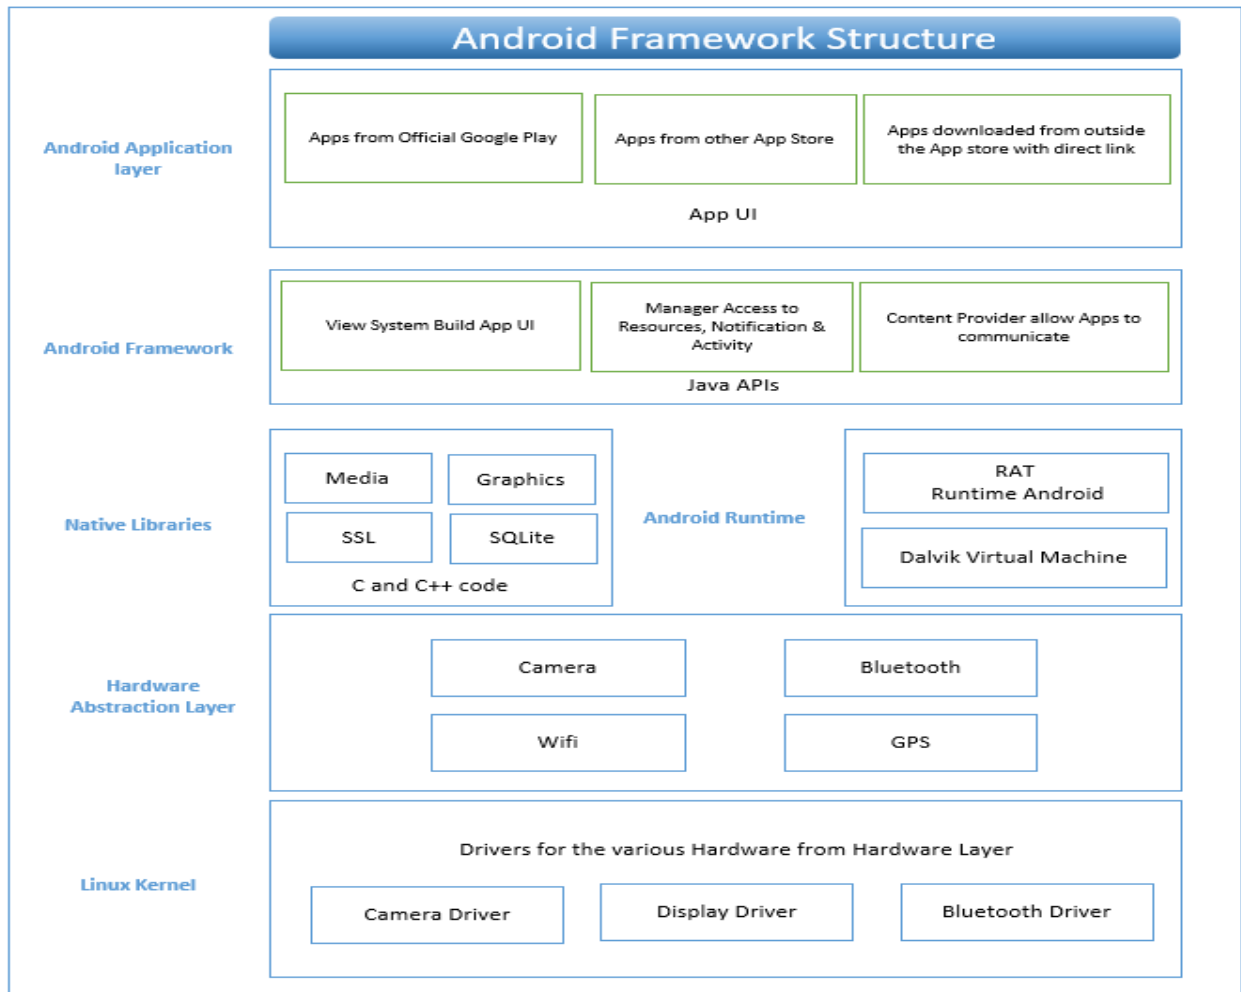 Android Framework Structure
Android Application
layer
Apps from Official Google Play
Apps from other App Store
Apps downloaded from outside
the App store with direct link
App UI
Android Framework
View System Build App UI
Manager Access to
Resources, Notification &
Activity
Content Provider allow Apps to
communicate
Java APIs
Native Libraries
Media
Graphics
SSL
SQLite
C and C++ code
Android Runtime
RAT
Runtime Android
Dalvik Virtual Machine
Hardware
Abstraction Layer
Camera
Bluetooth
Wifi
GPS
Linux Kernel
Drivers for the various Hardware from Hardware Layer
Camera Driver
Display Driver
Bluetooth Driver